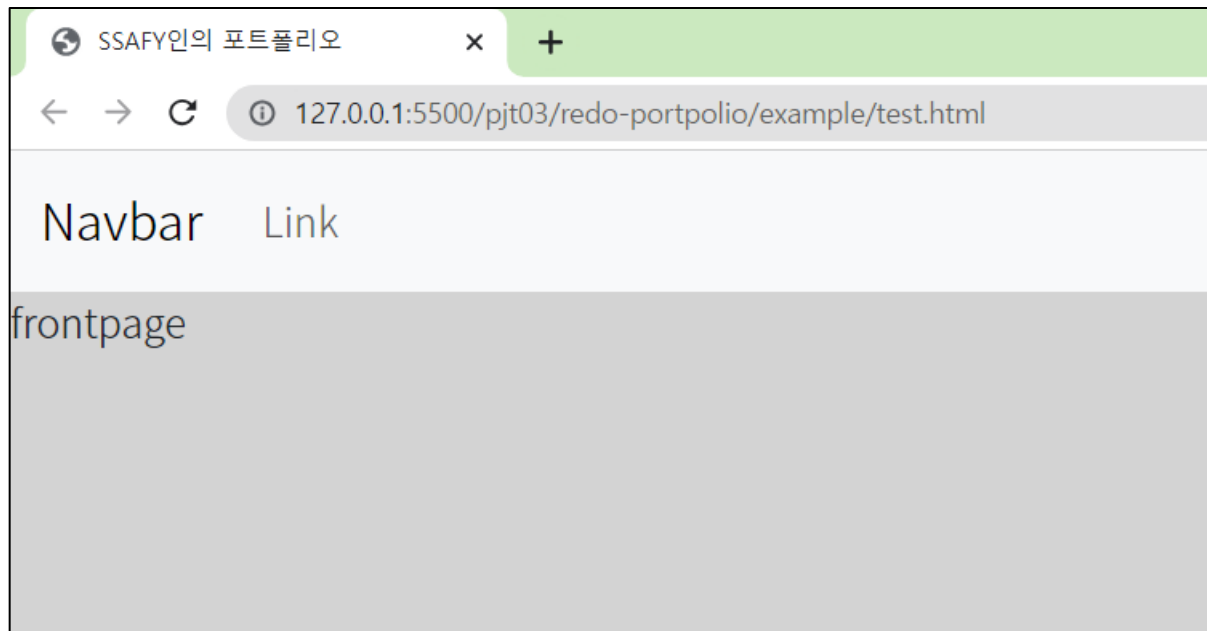 SSAFY인의 포트폴리오
127.0.0.1:5500/pjt03/redo-portpolio/example/test.html
Navbar Link
frontpage